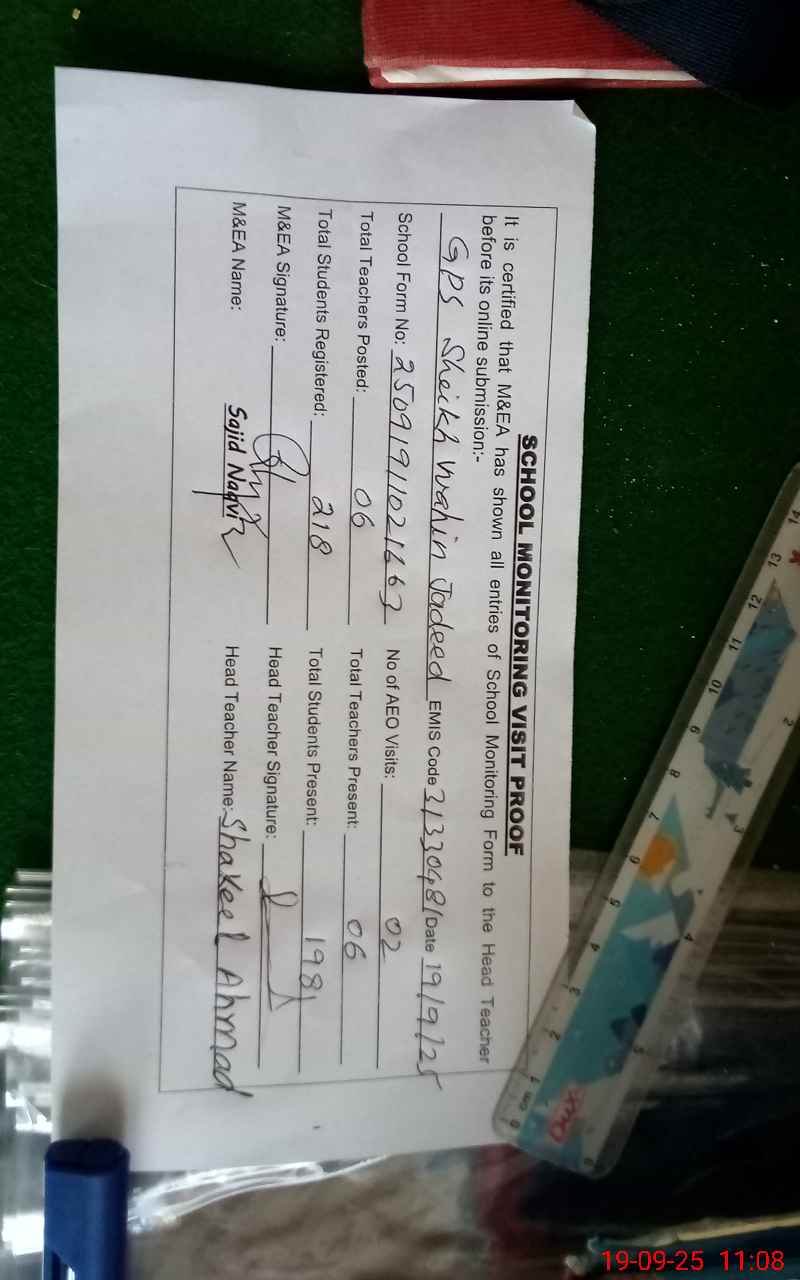 SCHOOL MONITORING VISIT PROOF
It is certified that M&EA has shown all entries of School Monitoring Form to the Head Teacher
before its online submission:-
GPS Sheikh Wahin Jadeed EMIS Code 31330481 Date 19/9/25
School Form No: 2509191021663 No of AEO Visits: 02
Total Teachers Posted: 06 Total Teachers Present: 06
Total Students Registered: 218 Total Students Present: 198
M&EA Signature: Head Teacher Signature:
M&EA Name: Sajid Naqvi Head Teacher Name: Shakeel Ahmad
19-09-25 11:08